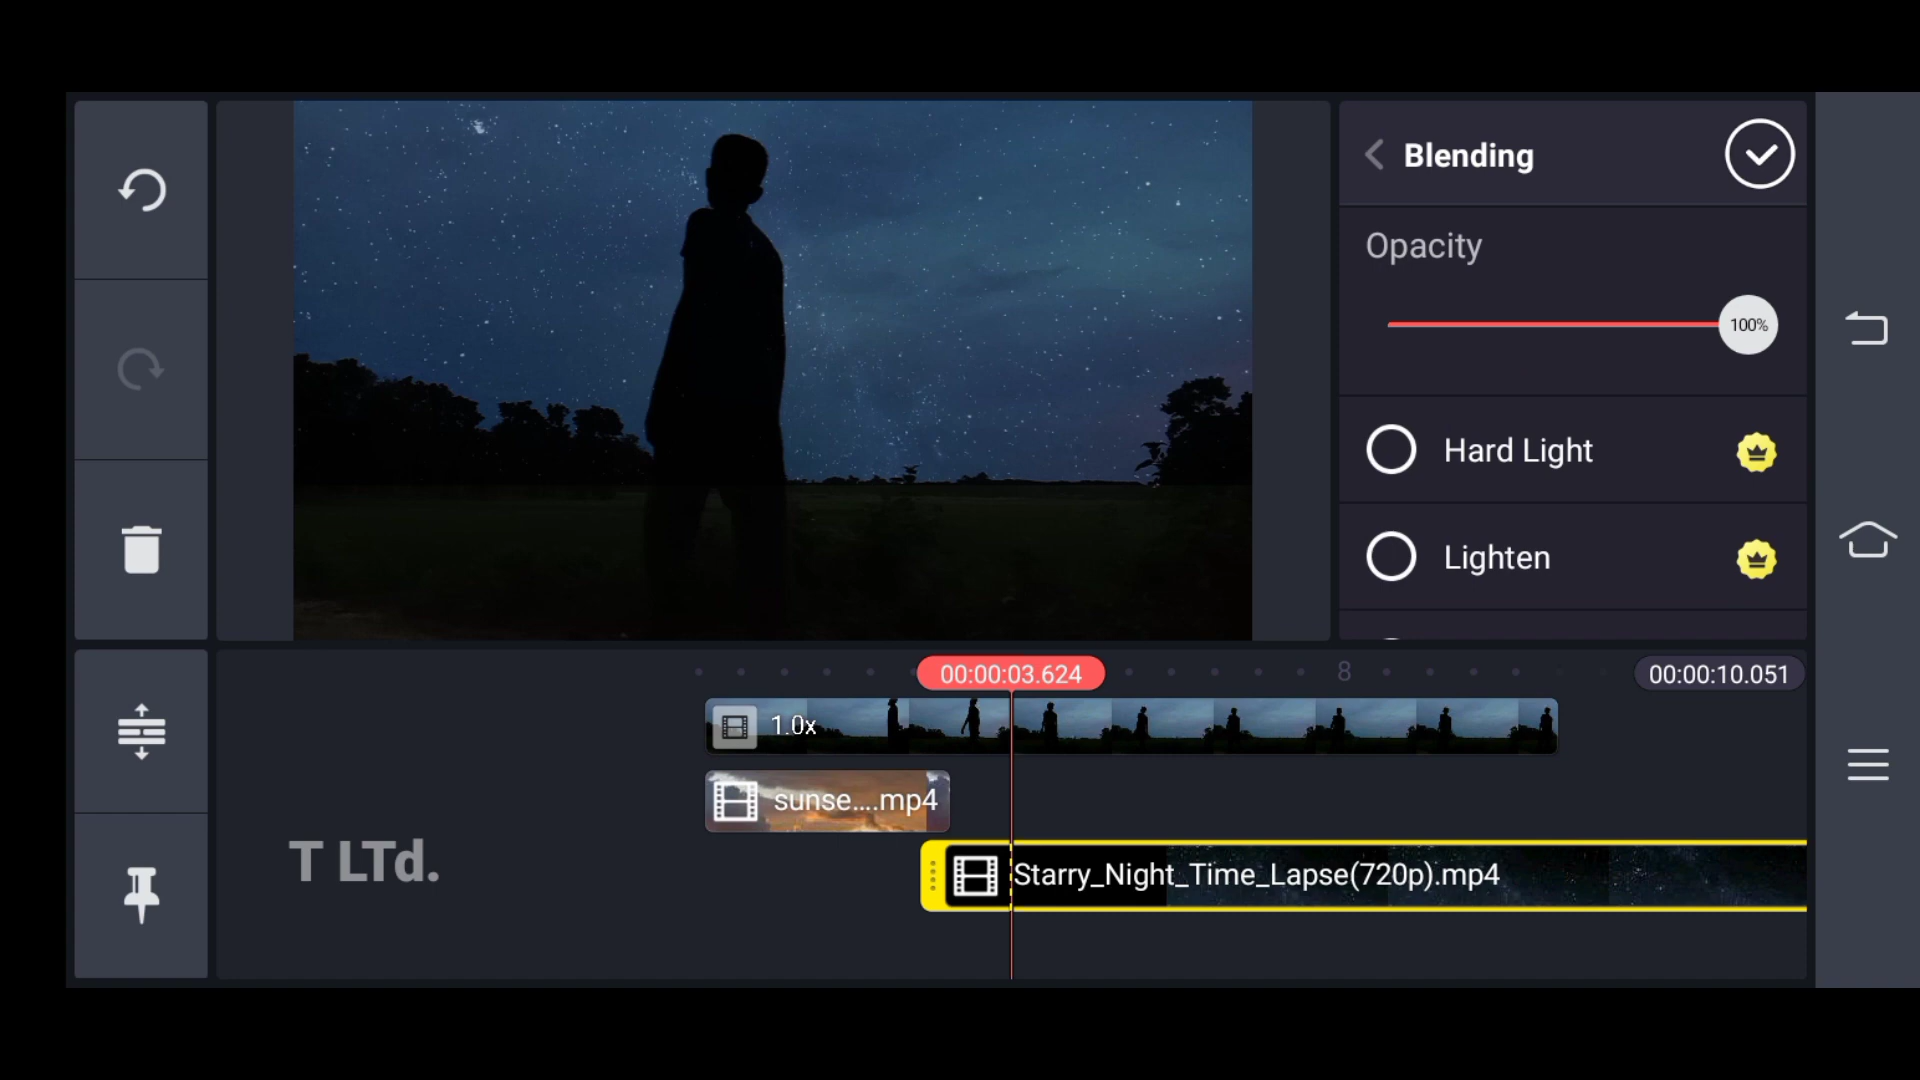 Blending
Opacity
100%
Hard Light
Lighten
00:00:03.624
8
00:00:10.051
1.0x
sunse....mp4
T LTd.
Starry_Night_Time_Lapse(720p).mp4